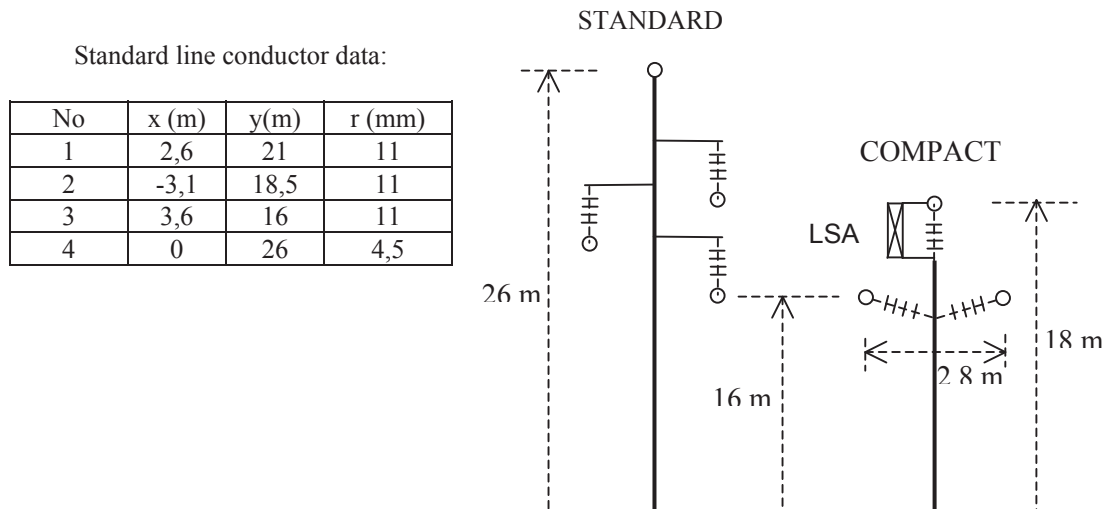 STANDARD
Standard line conductor data:
No x (m) y(m) r (mm)
1 2,6 21 11
2 -3,1 18,5 11
3 3,6 16 11
4 0 26 4,5
COMPACT
LSA
26 m
18 m
2.8 m
16 m